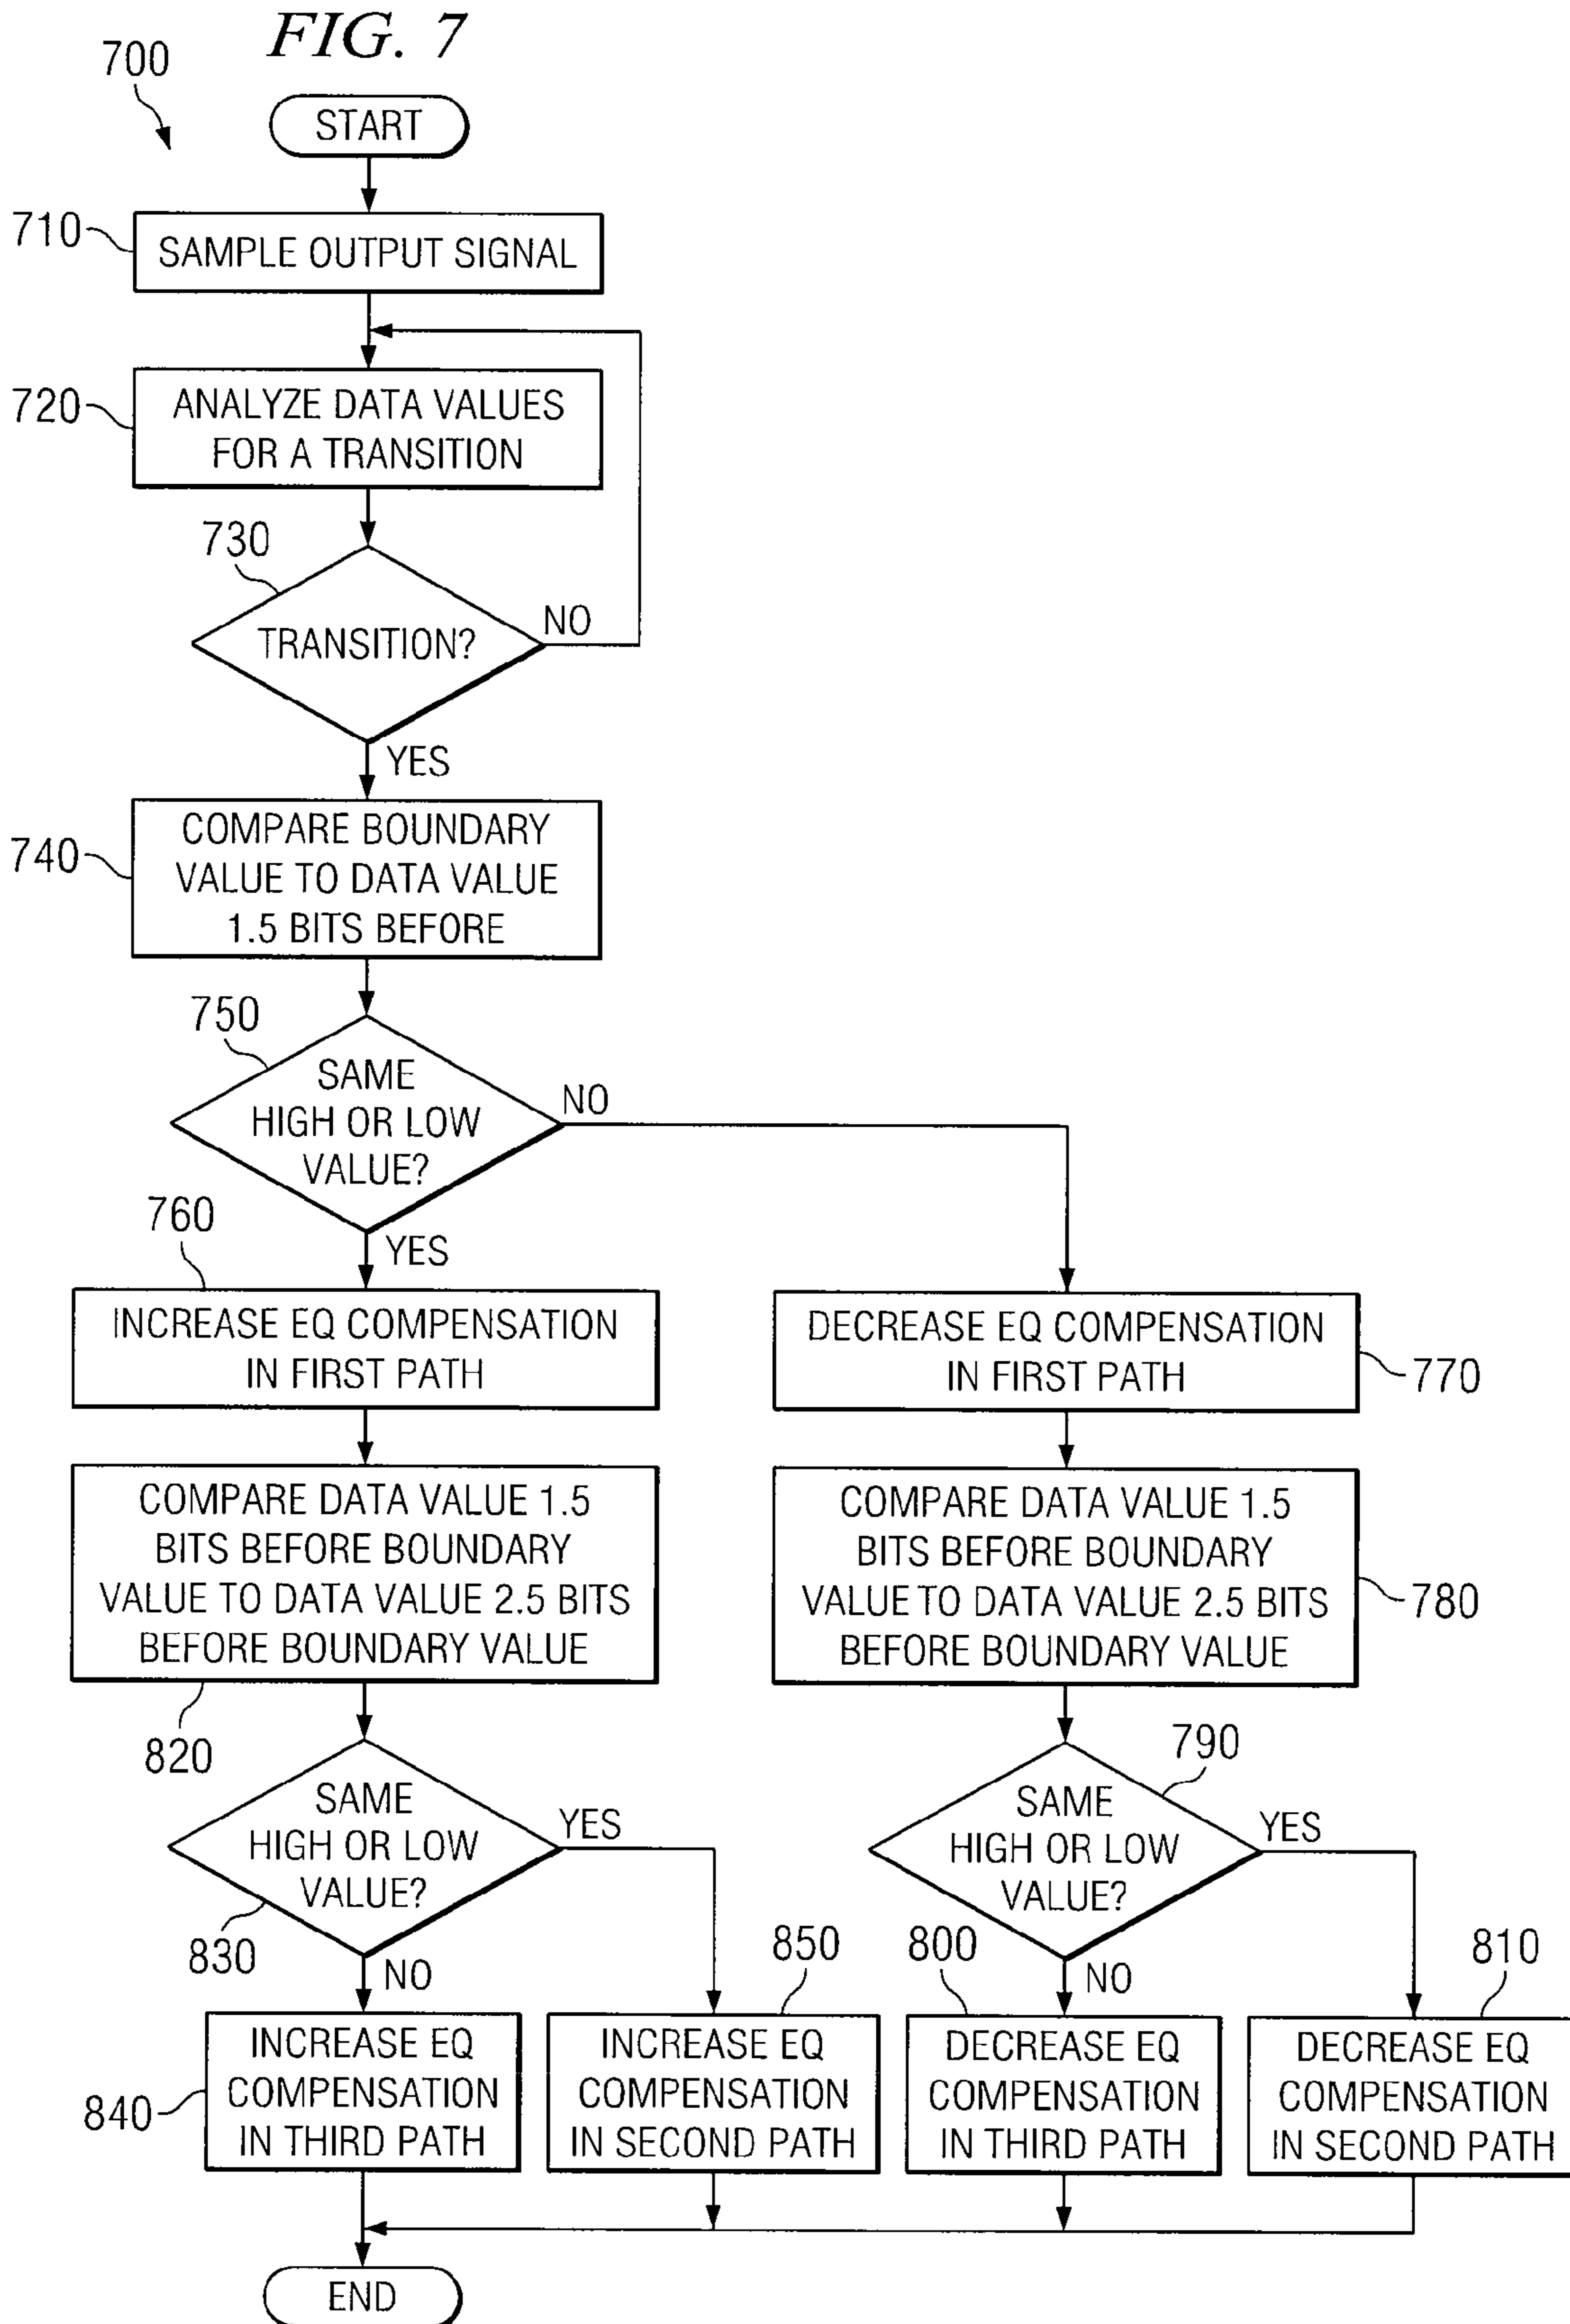 FIG. 7
700
START
710
SAMPLE OUTPUT SIGNAL
720
ANALYZE DATA VALUES
FOR A TRANSITION
730
TRANSITION?
NO
YES
740
COMPARE BOUNDARY
VALUE TO DATA VALUE
1.5 BITS BEFORE
750
SAME
HIGH OR LOW
VALUE?
NO
YES
760
INCREASE EQ COMPENSATION
IN FIRST PATH
DECREASE EQ COMPENSATION
IN FIRST PATH
770
COMPARE DATA VALUE 1.5
BITS BEFORE BOUNDARY
VALUE TO DATA VALUE 2.5 BITS
BEFORE BOUNDARY VALUE
820
COMPARE DATA VALUE 1.5
BITS BEFORE BOUNDARY
VALUE TO DATA VALUE 2.5 BITS
BEFORE BOUNDARY VALUE
780
SAME
HIGH OR LOW
VALUE?
830
YES
NO
790
SAME
HIGH OR LOW
VALUE?
YES
NO
840
INCREASE EQ
COMPENSATION
IN THIRD PATH
850
INCREASE EQ
COMPENSATION
IN SECOND PATH
800
DECREASE EQ
COMPENSATION
IN THIRD PATH
810
DECREASE EQ
COMPENSATION
IN SECOND PATH
END